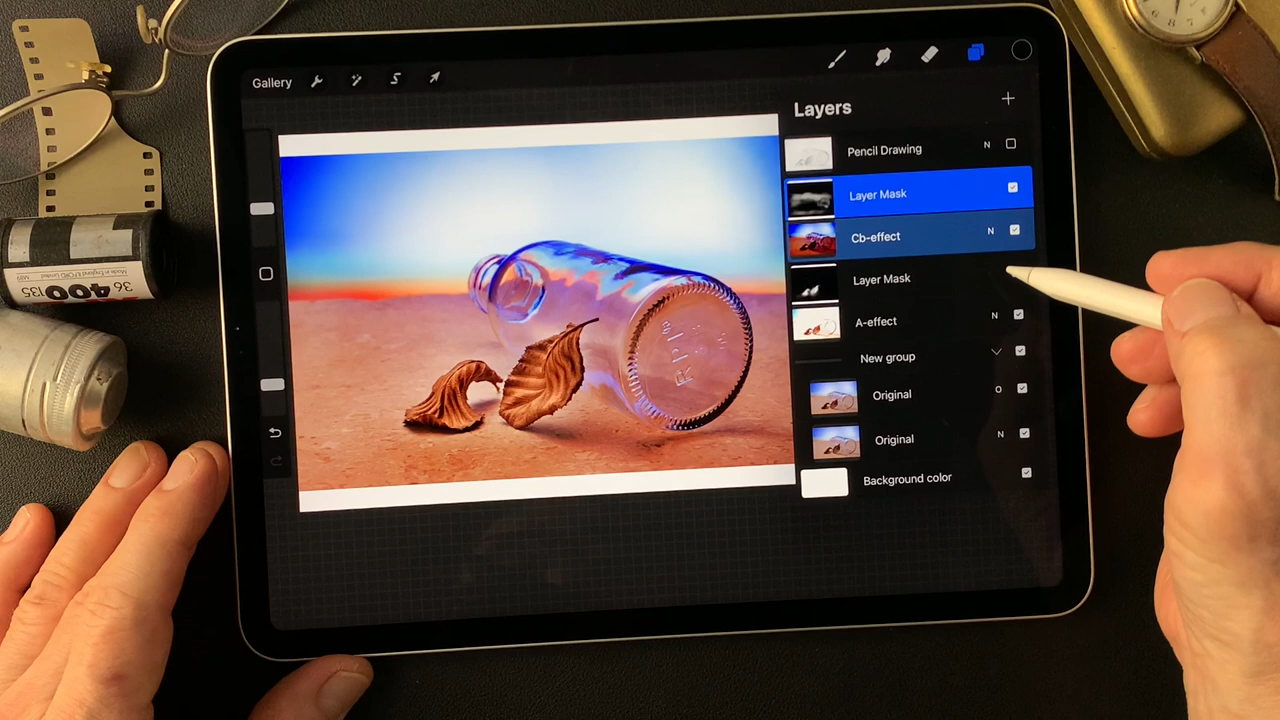 Gallery
S
Layers
Pencil Drawing N
Layer Mask
Cb-effect N
Layer Mask
A-effect N
New group
Original O
Original N
Background color
36
400
135